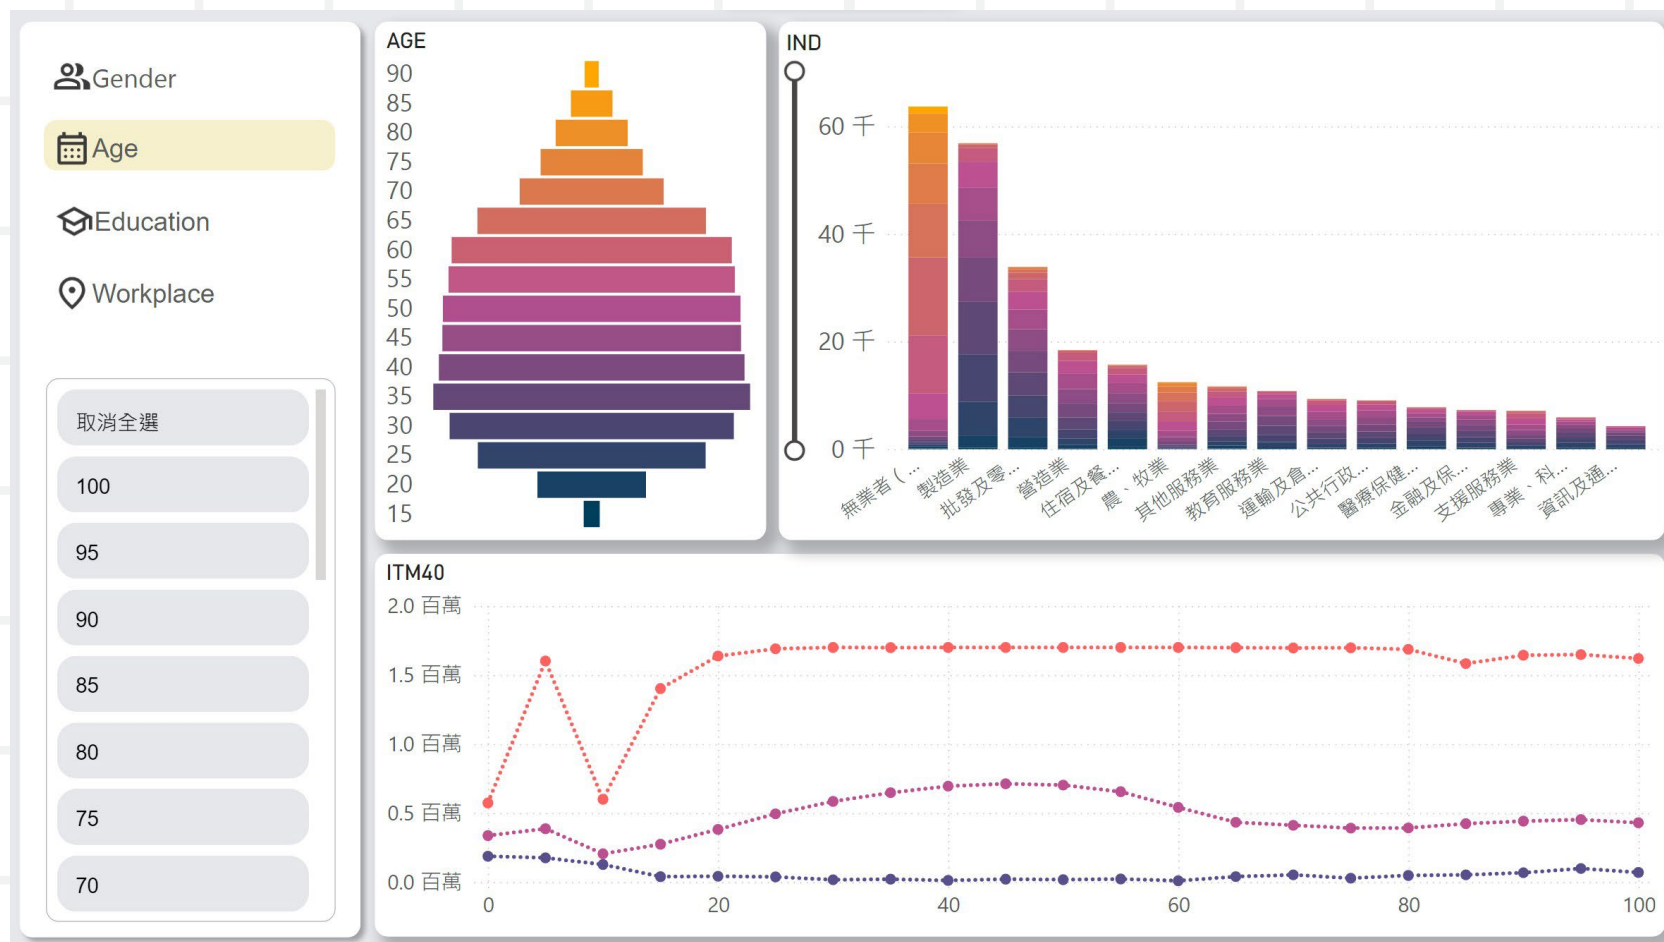 Gender
Age
Education
Workplace
取消全選
100
95
90
85
80
75
70
AGE
90
85
80
75
70
65
60
55
50
45
40
35
30
25
20
15
IND
60 千
40 千
20 千
0 千
無業者 (...
製造業
批發及零...
營造業
住宿及餐...
農、牧業
其他服務業
教育服務業
運輸及倉...
公共行政...
醫療保健...
金融及保...
支援服務業
專業、科...
資訊及通...
ITM40
2.0 百萬
1.5 百萬
1.0 百萬
0.5 百萬
0.0 百萬
0 20 40 60 80 100